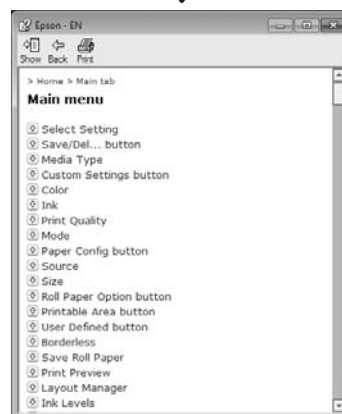 Epson - EN
Show Back Print
> Home > Main tab
Main menu
Select Setting
Save/Del... button
Media Type
Custom Settings button
Color
Ink
Print Quality
Mode
Paper Config button
Source
Size
Roll Paper Option button
Printable Area button
User Defined button
Borderless
Save Roll Paper
Print Preview
Layout Manager
Ink Levels